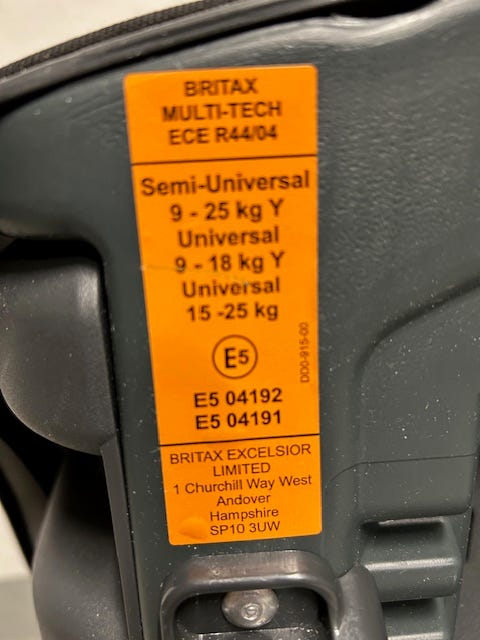 BRITAX
MULTI-TECH
ECE R44/04
Semi-Universal
9 - 25 kg Y
Universal
9 - 18 kg Y
Universal
15 -25 kg
E5
DD0-915-00
E5 04192
E5 04191
BRITAX EXCELSIOR
LIMITED
1 Churchill Way West
Andover
Hampshire
SP10 3UW